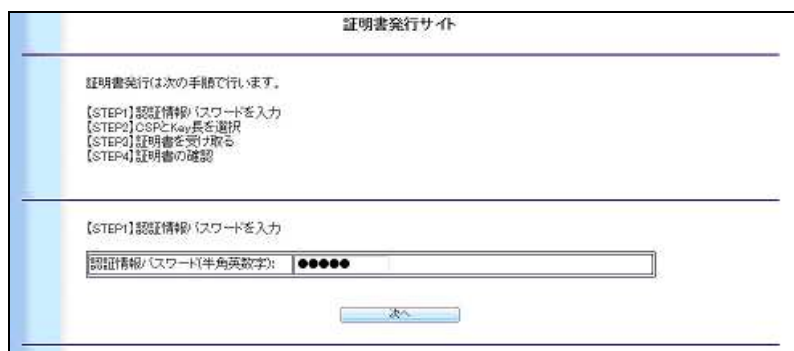 証明書発行サイト
証明書発行は次の手順で行います。
【STEP1】認証情報パスワードを入力
【STEP2】CSPとKey長を選択
【STEP3】証明書を受け取る
【STEP4】証明書の確認
【STEP1】認証情報パスワードを入力
認証情報パスワード(半角英数字): ●●●●●
次へ